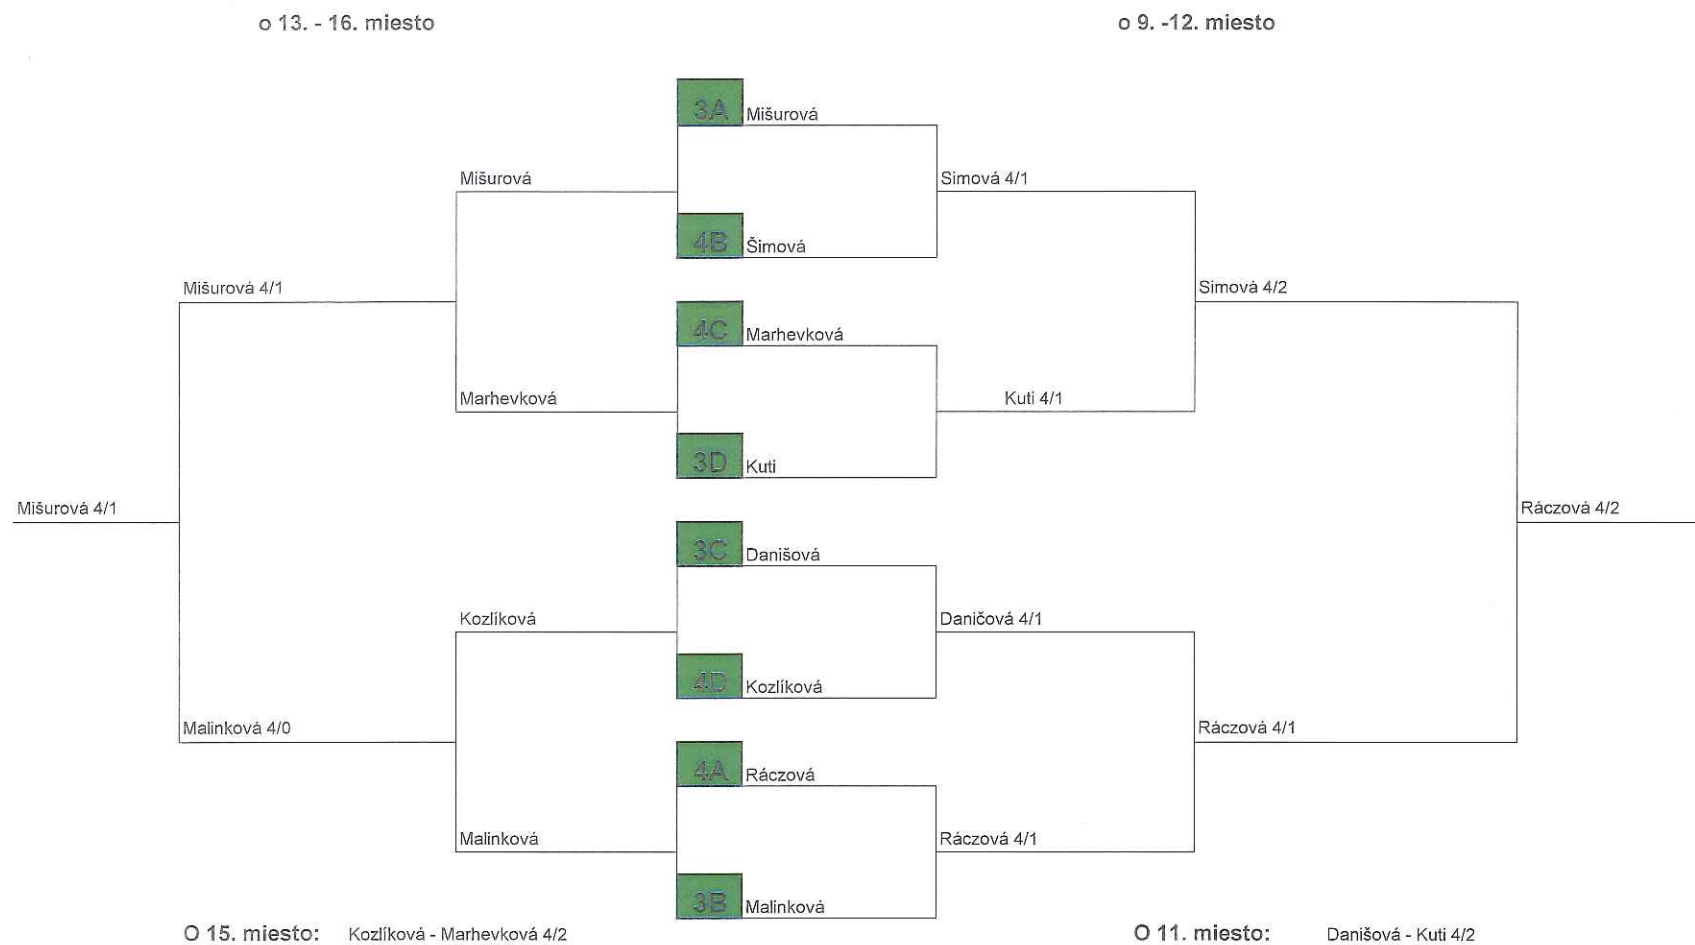 o 13. - 16. miesto
o 9. -12. miesto
3A Mišurová
Mišurová
Simová 4/1
4B Šimová
Mišurová 4/1
Simová 4/2
4C Marhevková
Marhevková
Kuti 4/1
3D Kuti
Mišurová 4/1
Ráczová 4/2
3C Danišová
Kozlíková
Daničová 4/1
4D Kozlíková
Malinková 4/0
Ráczová 4/1
4A Ráczová
Malinková
Ráczová 4/1
3B Malinková
O 15. miesto: Kozlíková - Marhevková 4/2
O 11. miesto: Danišová - Kuti 4/2